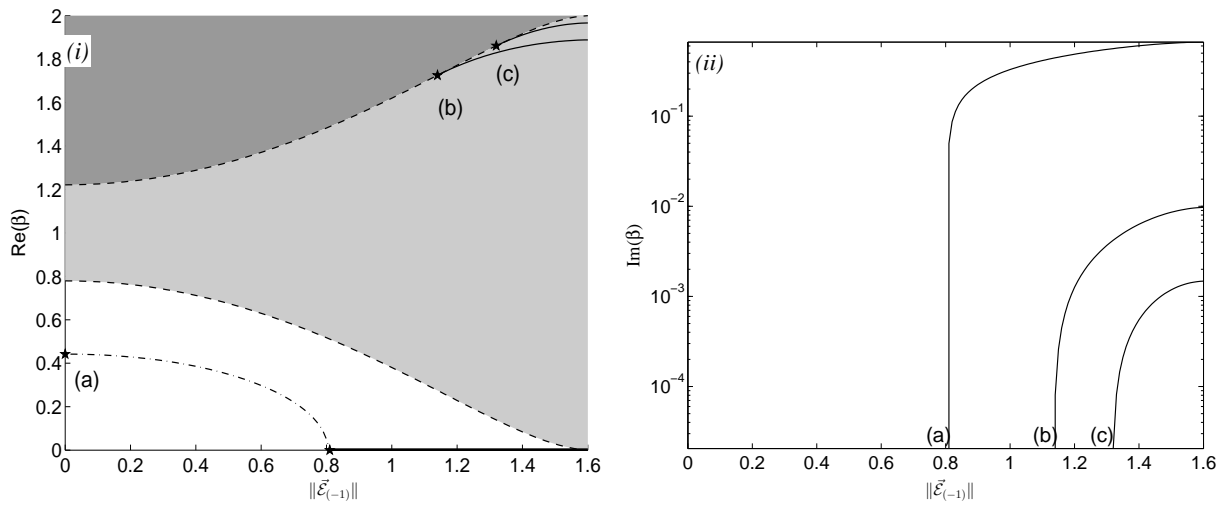 (i)
2
1.8
1.6
1.4
1.2
1
0.8
0.6
0.4
0.2
0
Re(β)
(a)
(b)
(c)
0 0.2 0.4 0.6 0.8 1 1.2 1.4 1.6
‖ℰ⃗₍₋₁₎‖
(ii)
10⁻¹
10⁻²
10⁻³
10⁻⁴
Im(β)
(a) (b) (c)
0 0.2 0.4 0.6 0.8 1 1.2 1.4 1.6
‖ℰ⃗₍₋₁₎‖